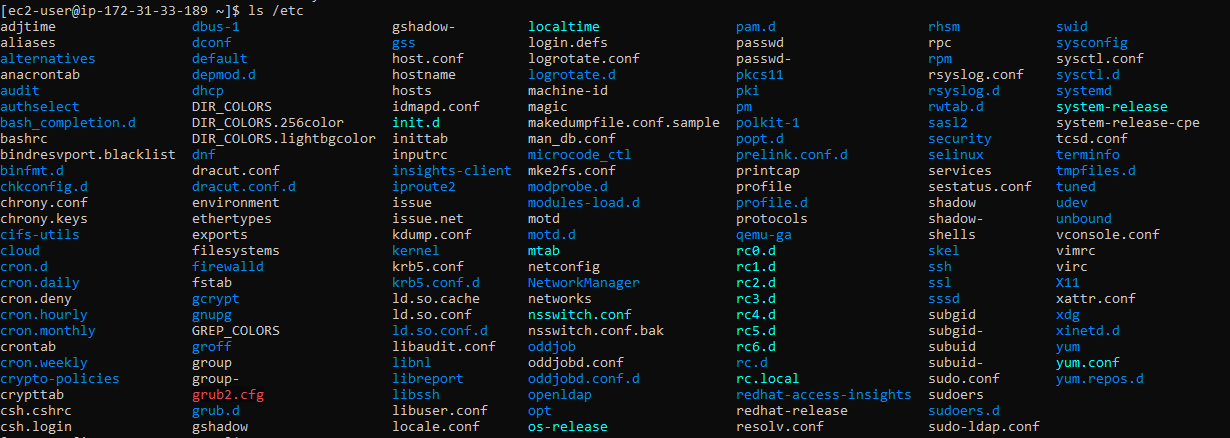 [ec2-user@ip-172-31-33-189 ~]$ ls /etc
adjtime dbus-1 gshadow- localtime pam.d rhsm swid
aliases dconf gss login.defs passwd rpc sysconfig
alternatives default host.conf logrotate.conf passwd- rpm sysctl.conf
anacrontab depmod.d hostname logrotate.d pkcs11 rsyslog.conf sysctl.d
audit dhcp hosts machine-id pki rsyslog.d systemd
authselect DIR_COLORS idmapd.conf magic pm rwtab.d system-release
bash_completion.d DIR_COLORS.256color init.d makedumpfile.conf.sample polkit-1 sasl2 system-release-cpe
bashrc DIR_COLORS.lightbgcolor inittab man_db.conf popt.d security tcsd.conf
bindresvport.blacklist dnf inputrc microcode_ctl prelink.conf.d selinux terminfo
binfmt.d dracut.conf insights-client mke2fs.conf printcap services tmpfiles.d
chkconfig.d dracut.conf.d iproute2 modprobe.d profile sestatus.conf tuned
chrony.conf environment issue modules-load.d profile.d shadow udev
chrony.keys ethertypes issue.net motd protocols shadow- unbound
cifs-utils exports kdump.conf motd.d qemu-ga shells vconsole.conf
cloud filesystems kernel mtab rc0.d skel vimrc
cron.d firewalld krb5.conf netconfig rc1.d ssh virc
cron.daily fstab krb5.conf.d NetworkManager rc2.d ssl X11
cron.deny gcrypt ld.so.cache networks rc3.d sssd xattr.conf
cron.hourly gnupg ld.so.conf nsswitch.conf rc4.d subgid xdg
cron.monthly GREP_COLORS ld.so.conf.d nsswitch.conf.bak rc5.d subgid- xinetd.d
crontab groff libaudit.conf oddjob rc6.d subuid yum
cron.weekly group libnl oddjobd.conf rc.d subuid- yum.conf
crypto-policies group- libreport oddjobd.conf.d rc.local sudo.conf yum.repos.d
crypttab grub2.cfg libssh openldap redhat-access-insights sudoers
csh.cshrc grub.d libuser.conf opt redhat-release sudoers.d
csh.login gshadow locale.conf os-release resolv.conf sudo-ldap.conf